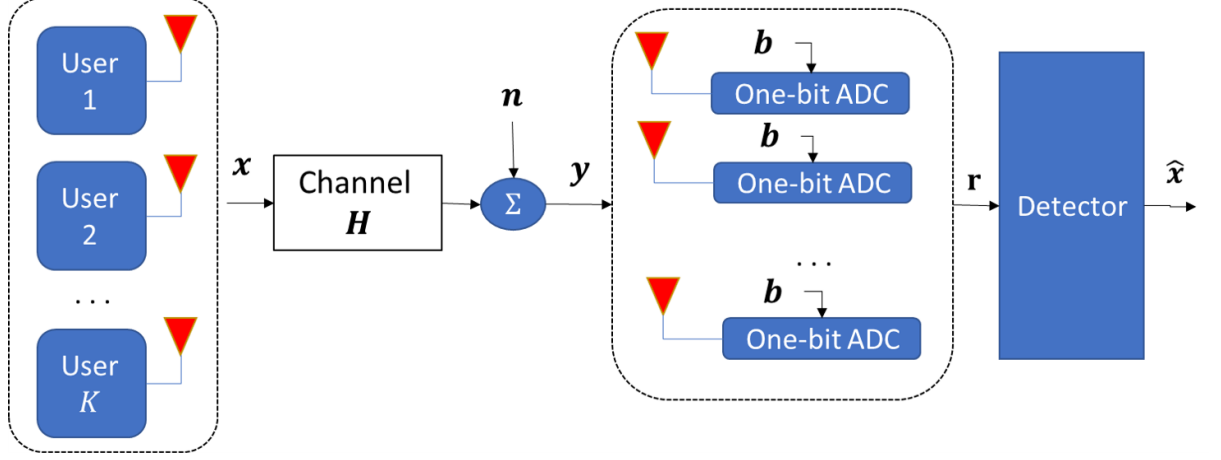 User
1
User
2
...
User
K
x
Channel
H
n
Σ
y
b
One-bit ADC
b
One-bit ADC
...
b
One-bit ADC
r
Detector
x̂